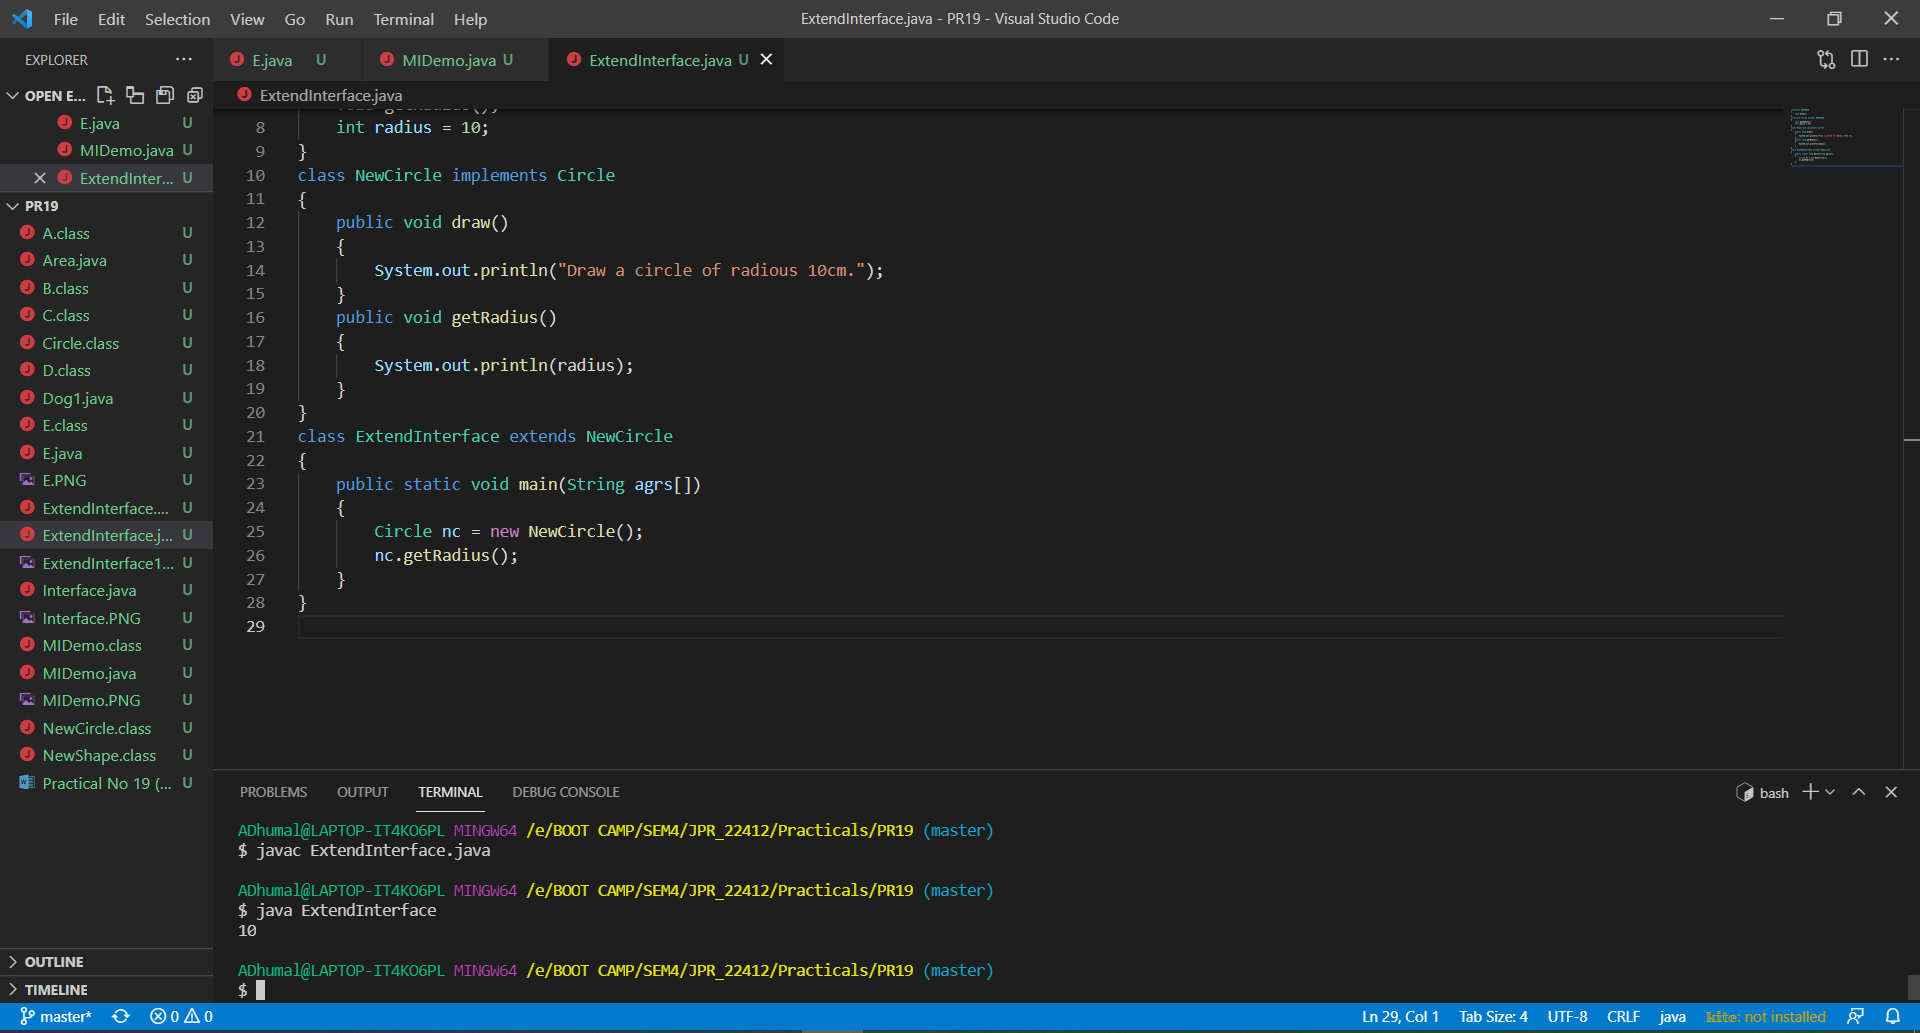 File Edit Selection View Go Run Terminal Help
ExtendInterface.java - PR19 - Visual Studio Code
EXPLORER
E.java U
MIDemo.java U
ExtendInterface.java U
OPEN E...
E.java U
MIDemo.java U
ExtendInter... U
PR19
A.class U
Area.java U
B.class U
C.class U
Circle.class U
D.class U
Dog1.java U
E.class U
E.java U
E.PNG U
ExtendInterface.... U
ExtendInterface.j... U
ExtendInterface1... U
Interface.java U
Interface.PNG U
MIDemo.class U
MIDemo.java U
MIDemo.PNG U
NewCircle.class U
NewShape.class U
Practical No 19 (... U
OUTLINE
TIMELINE
ExtendInterface.java
8 int radius = 10;
9 }
10 class NewCircle implements Circle
11 {
12 public void draw()
13 {
14 System.out.println("Draw a circle of radious 10cm.");
15 }
16 public void getRadius()
17 {
18 System.out.println(radius);
19 }
20 }
21 class ExtendInterface extends NewCircle
22 {
23 public static void main(String agrs[])
24 {
25 Circle nc = new NewCircle();
26 nc.getRadius();
27 }
28 }
29
PROBLEMS OUTPUT TERMINAL DEBUG CONSOLE
bash
ADhumal@LAPTOP-IT4KO6PL MINGW64 /e/BOOT CAMP/SEM4/JPR_22412/Practicals/PR19 (master)
$ javac ExtendInterface.java
ADhumal@LAPTOP-IT4KO6PL MINGW64 /e/BOOT CAMP/SEM4/JPR_22412/Practicals/PR19 (master)
$ java ExtendInterface
10
ADhumal@LAPTOP-IT4KO6PL MINGW64 /e/BOOT CAMP/SEM4/JPR_22412/Practicals/PR19 (master)
$
master* 0 0
Ln 29, Col 1 Tab Size: 4 UTF-8 CRLF java kite: not installed